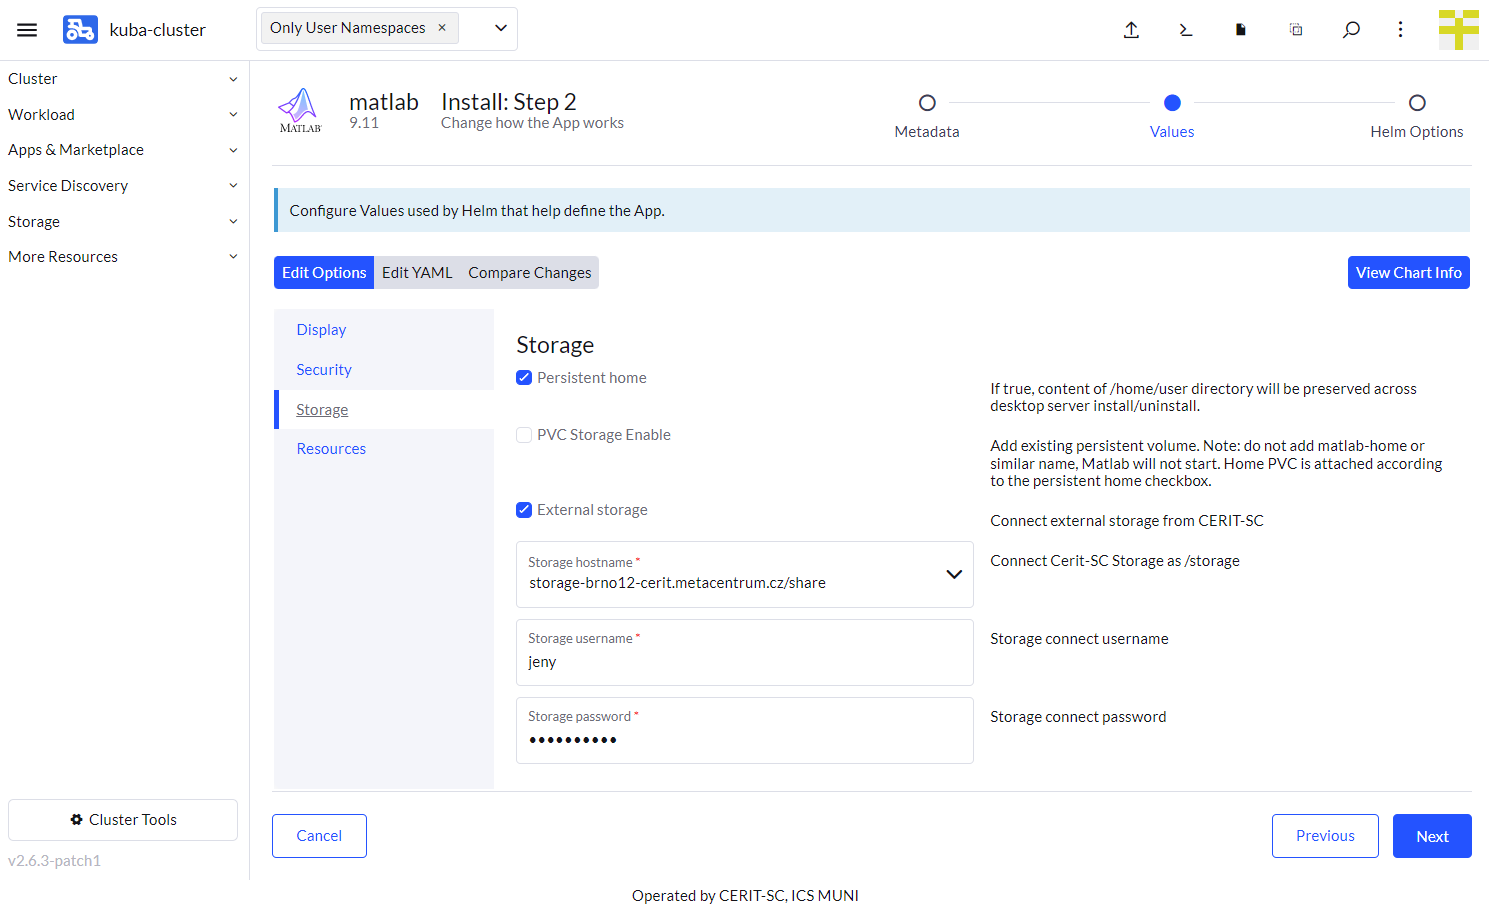 kuba-cluster
Only User Namespaces ×
Cluster
Workload
Apps & Marketplace
Service Discovery
Storage
More Resources
Cluster Tools
v2.6.3-patch1
MATLAB
matlab
9.11
Install: Step 2
Change how the App works
Metadata
Values
Helm Options
Configure Values used by Helm that help define the App.
Edit Options Edit YAML Compare Changes
View Chart Info
Display
Security
Storage
Resources
Storage
Persistent home
If true, content of /home/user directory will be preserved across
desktop server install/uninstall.
PVC Storage Enable
Add existing persistent volume. Note: do not add matlab-home or
similar name, Matlab will not start. Home PVC is attached according
to the persistent home checkbox.
External storage
Connect external storage from CERIT-SC
Storage hostname *
storage-brno12-cerit.metacentrum.cz/share
Connect Cerit-SC Storage as /storage
Storage username *
jeny
Storage connect username
Storage password *
••••••••••
Storage connect password
Cancel
Previous
Next
Operated by CERIT-SC, ICS MUNI